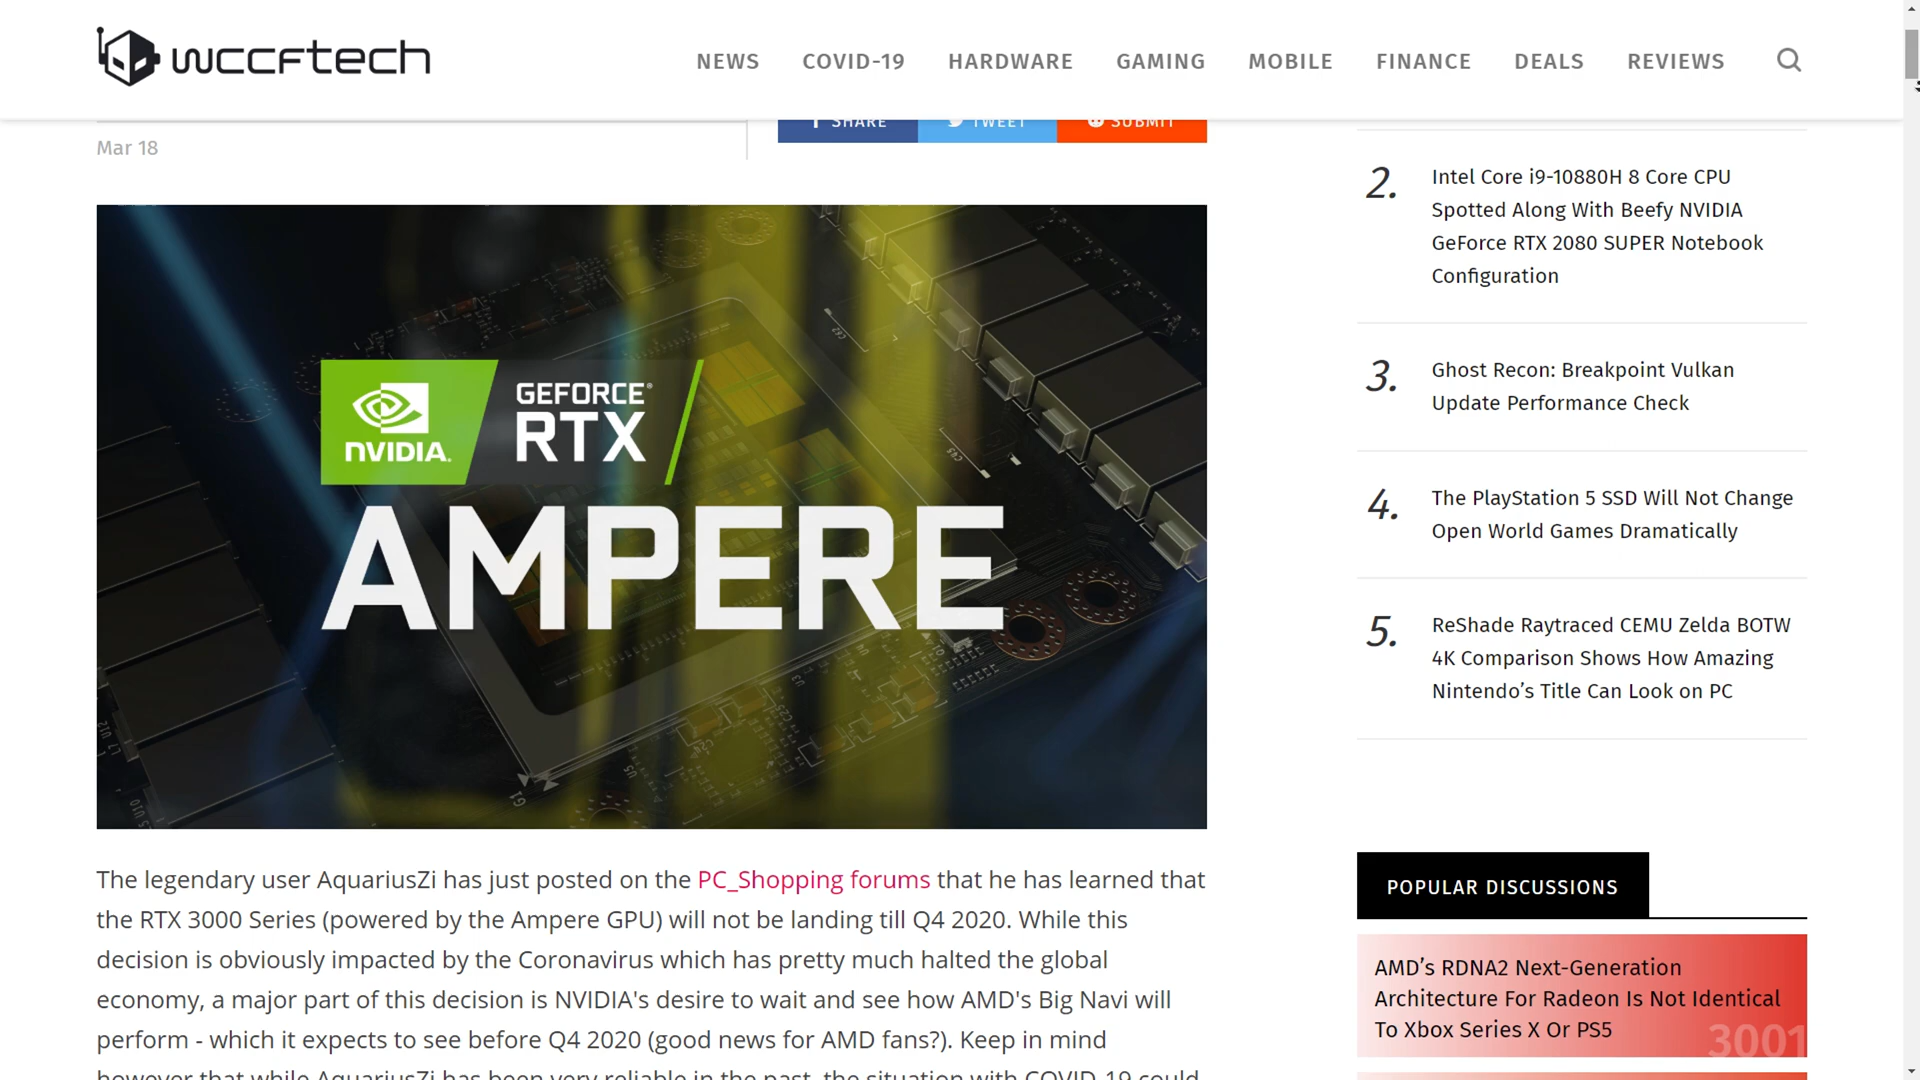 wccftech
NEWS COVID-19 HARDWARE GAMING MOBILE FINANCE DEALS REVIEWS
SHARE TWEET SUBMIT
Mar 18
NVIDIA.
GEFORCE®
RTX
AMPERE
The legendary user AquariusZi has just posted on the PC_Shopping forums that he has learned that
the RTX 3000 Series (powered by the Ampere GPU) will not be landing till Q4 2020. While this
decision is obviously impacted by the Coronavirus which has pretty much halted the global
economy, a major part of this decision is NVIDIA's desire to wait and see how AMD's Big Navi will
perform - which it expects to see before Q4 2020 (good news for AMD fans?). Keep in mind
however that while AquariusZi has been very reliable in the past, the situation with COVID-19 could
2. Intel Core i9-10880H 8 Core CPU
Spotted Along With Beefy NVIDIA
GeForce RTX 2080 SUPER Notebook
Configuration
3. Ghost Recon: Breakpoint Vulkan
Update Performance Check
4. The PlayStation 5 SSD Will Not Change
Open World Games Dramatically
5. ReShade Raytraced CEMU Zelda BOTW
4K Comparison Shows How Amazing
Nintendo’s Title Can Look on PC
POPULAR DISCUSSIONS
AMD’s RDNA2 Next-Generation
Architecture For Radeon Is Not Identical
To Xbox Series X Or PS5
3001